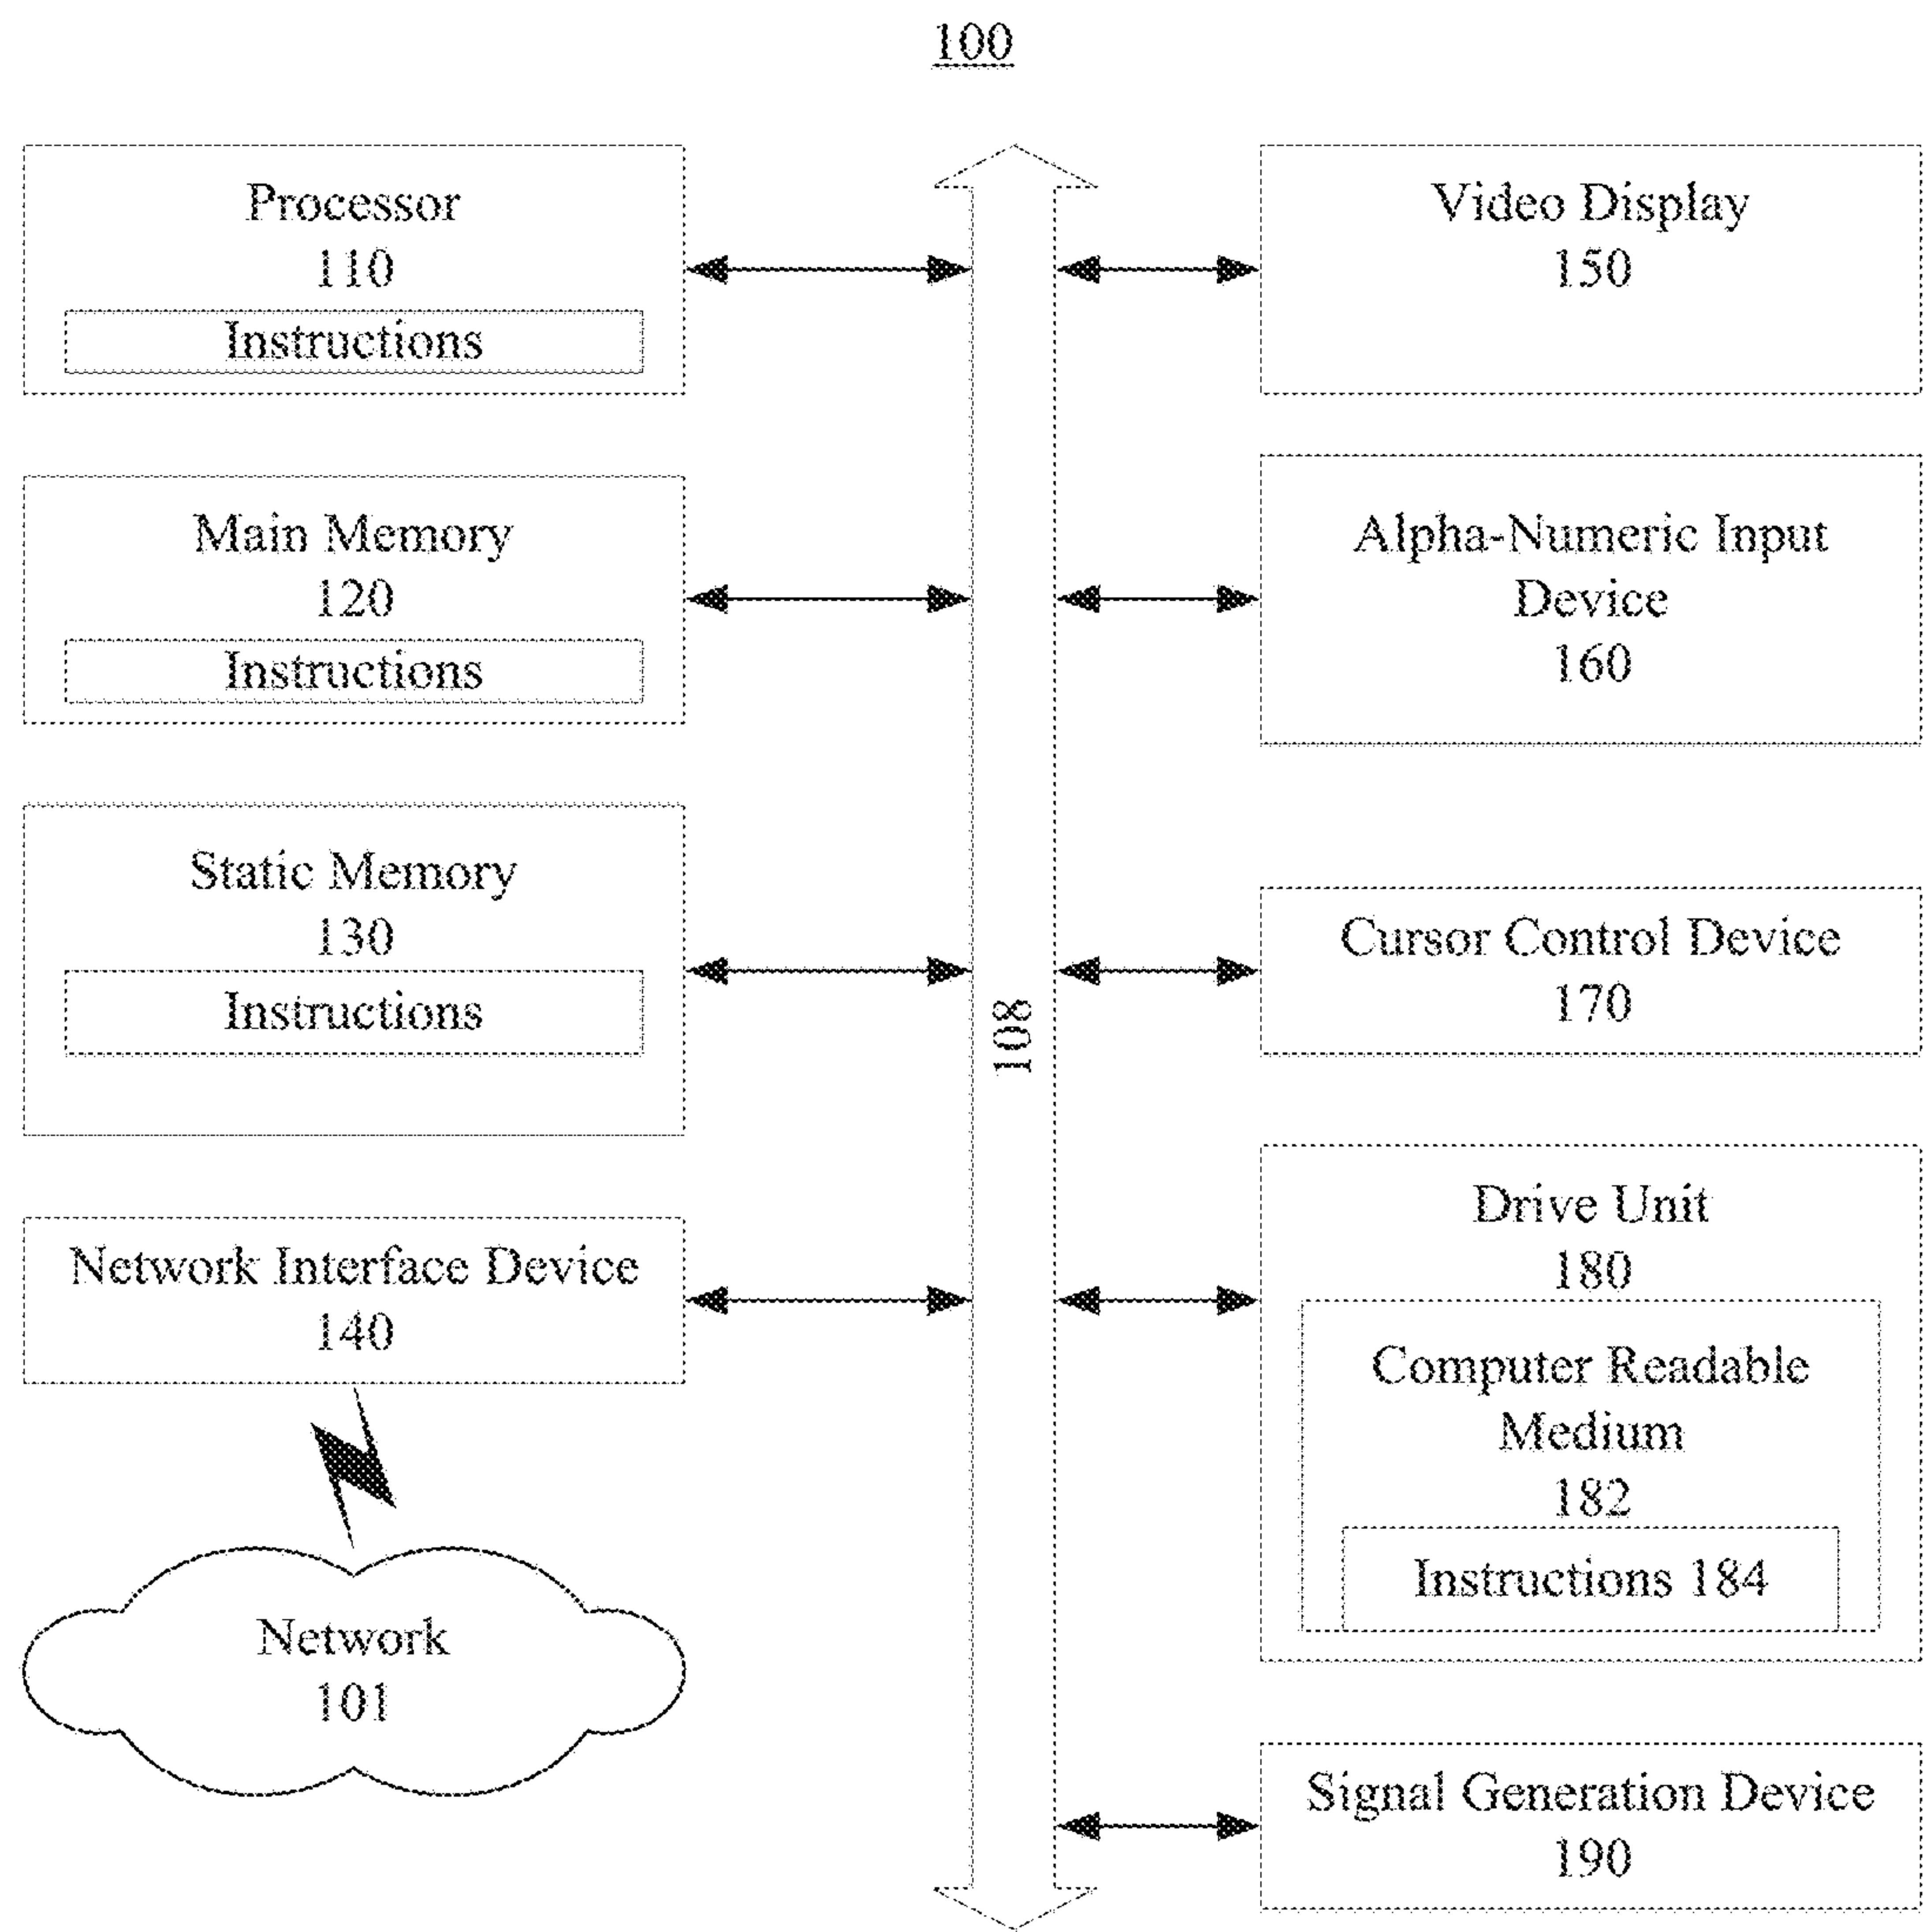 100
Processor
110
Instructions
Main Memory
120
Instructions
Static Memory
130
Instructions
Network Interface Device
140
Network
101
108
Video Display
150
Alpha-Numeric Input
Device
160
Cursor Control Device
170
Drive Unit
180
Computer Readable
Medium
182
Instructions 184
Signal Generation Device
190